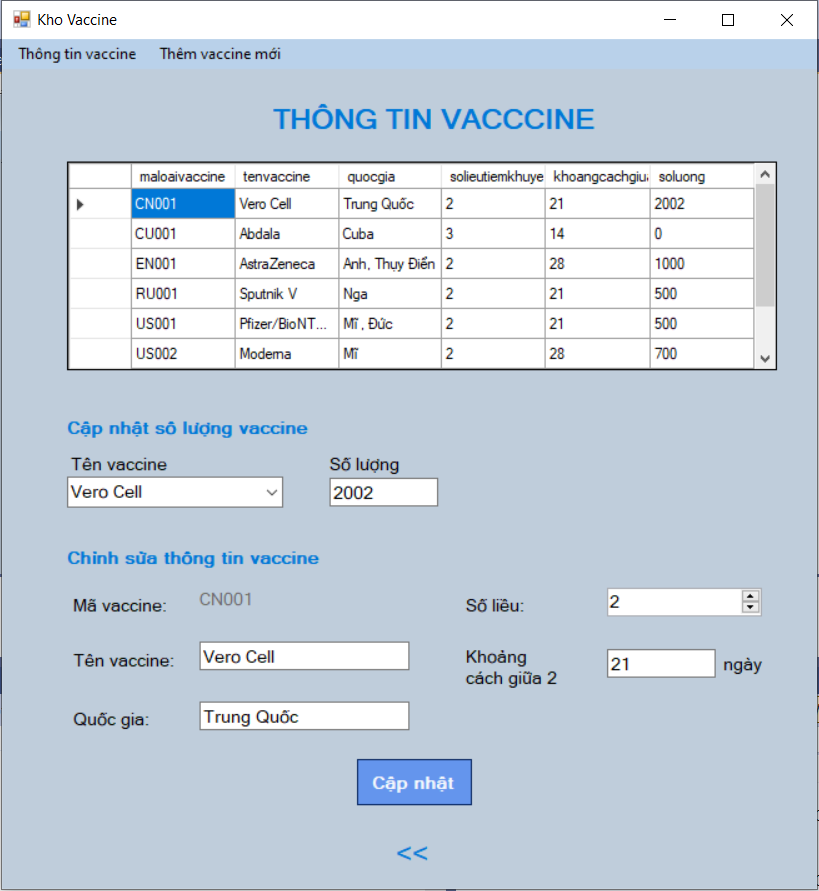 Kho Vaccine
Thông tin vaccine Thêm vaccine mới
THÔNG TIN VACCCINE
maloaivaccine tenvaccine quocgia solieutiemkhuye khoangcachgiua soluong
CN001 Vero Cell Trung Quốc 2 21 2002
CU001 Abdala Cuba 3 14 0
EN001 AstraZeneca Anh, Thụy Điển 2 28 1000
RU001 Sputnik V Nga 2 21 500
US001 Pfizer/BioNT... Mĩ , Đức 2 21 500
US002 Moderna Mĩ 2 28 700
Cập nhật số lượng vaccine
Tên vaccine Số lượng
Vero Cell 2002
Chỉnh sửa thông tin vaccine
Mã vaccine: CN001 Số liều: 2
Tên vaccine: Vero Cell Khoảng cách giữa 2 21 ngày
Quốc gia: Trung Quốc
Cập nhật
<<